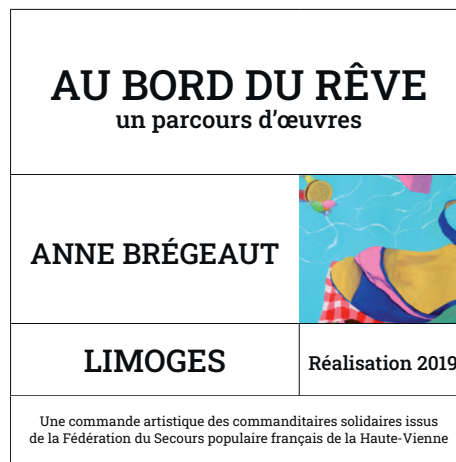 AU BORD DU RÊVE
un parcours d’œuvres
ANNE BRÉGEAUT
LIMOGES
Réalisation 2019
Une commande artistique des commanditaires solidaires issus
de la Fédération du Secours populaire français de la Haute-Vienne